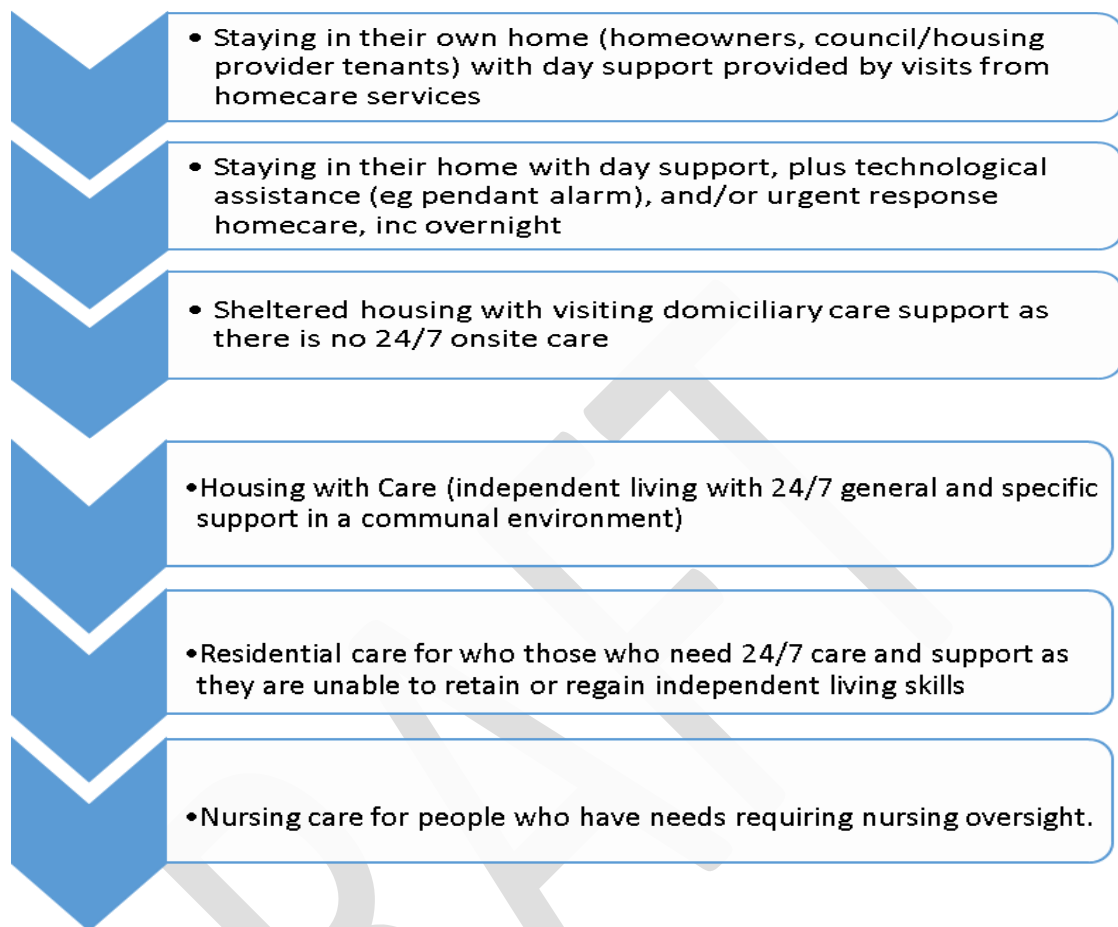 • Staying in their own home (homeowners, council/housing
provider tenants) with day support provided by visits from
homecare services
• Staying in their home with day support, plus technological
assistance (eg pendant alarm), and/or urgent response
homecare, inc overnight
• Sheltered housing with visiting domiciliary care support as
there is no 24/7 onsite care
•Housing with Care (independent living with 24/7 general and specific
support in a communal environment)
•Residential care for who those who need 24/7 care and support as
they are unable to retain or regain independent living skills
•Nursing care for people who have needs requiring nursing oversight.
DRAFT